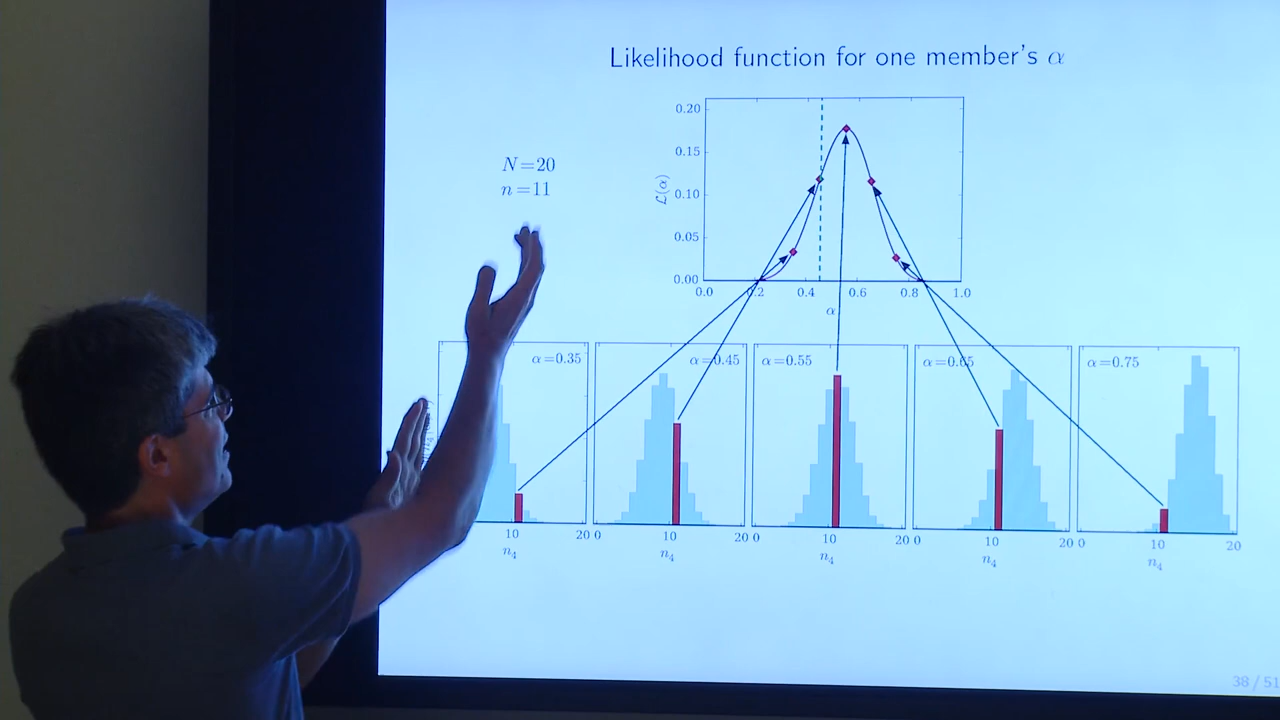 Likelihood function for one member's α
N=20
n=11
0.20
0.15
0.10
0.05
0.00
ℒ(α)
0.0 0.2 0.4 0.6 0.8 1.0
α
α=0.35 α=0.45 α=0.55 α=0.65 α=0.75
10 20 0 10 20 0 10 20 0 10 20 0 10 20
n₄ n₄ n₄ n₄ n₄
38 / 51